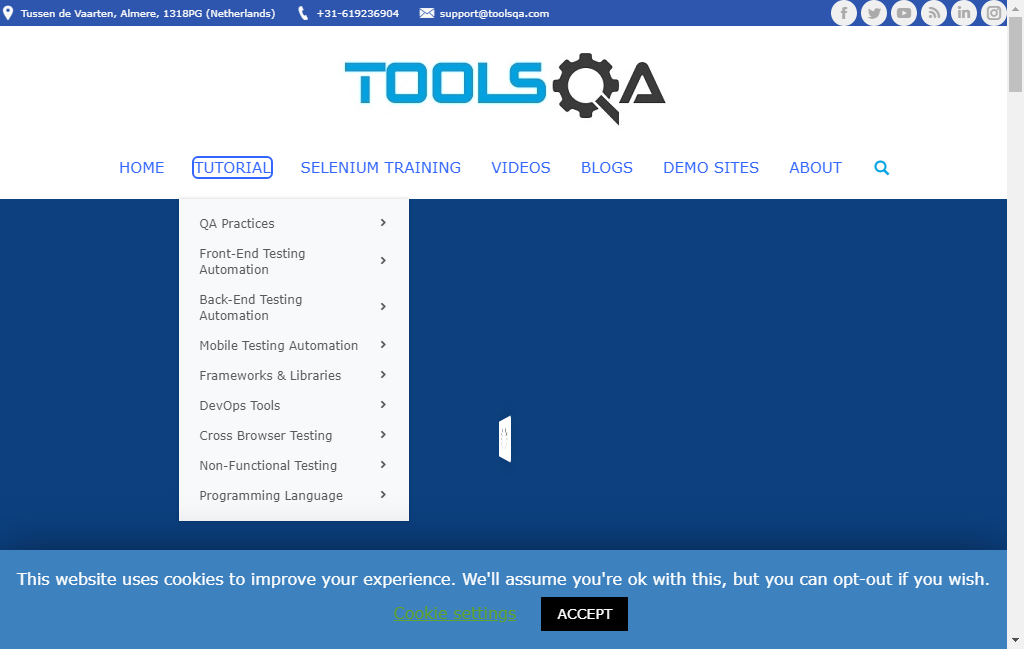 Tussen de Vaarten, Almere, 1318PG (Netherlands) +31-619236904 support@toolsqa.com
TOOLSQA
HOME TUTORIAL SELENIUM TRAINING VIDEOS BLOGS DEMO SITES ABOUT
QA Practices
Front-End Testing
Automation
Back-End Testing
Automation
Mobile Testing Automation
Frameworks & Libraries
DevOps Tools
Cross Browser Testing
Non-Functional Testing
Programming Language
This website uses cookies to improve your experience. We'll assume you're ok with this, but you can opt-out if you wish.
Cookie settings ACCEPT